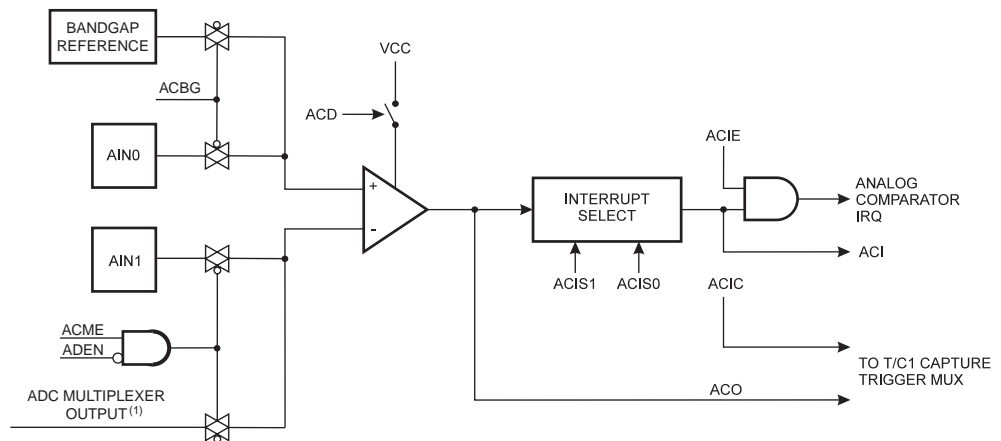 BANDGAP
REFERENCE
VCC
ACBG
ACD
AIN0
ACIE
+
INTERRUPT
SELECT
ANALOG
COMPARATOR
IRQ
-
AIN1
ACI
ACIS1
ACIS0
ACIC
ACME
ADEN
TO T/C1 CAPTURE
TRIGGER MUX
ADC MULTIPLEXER
OUTPUT (1)
ACO